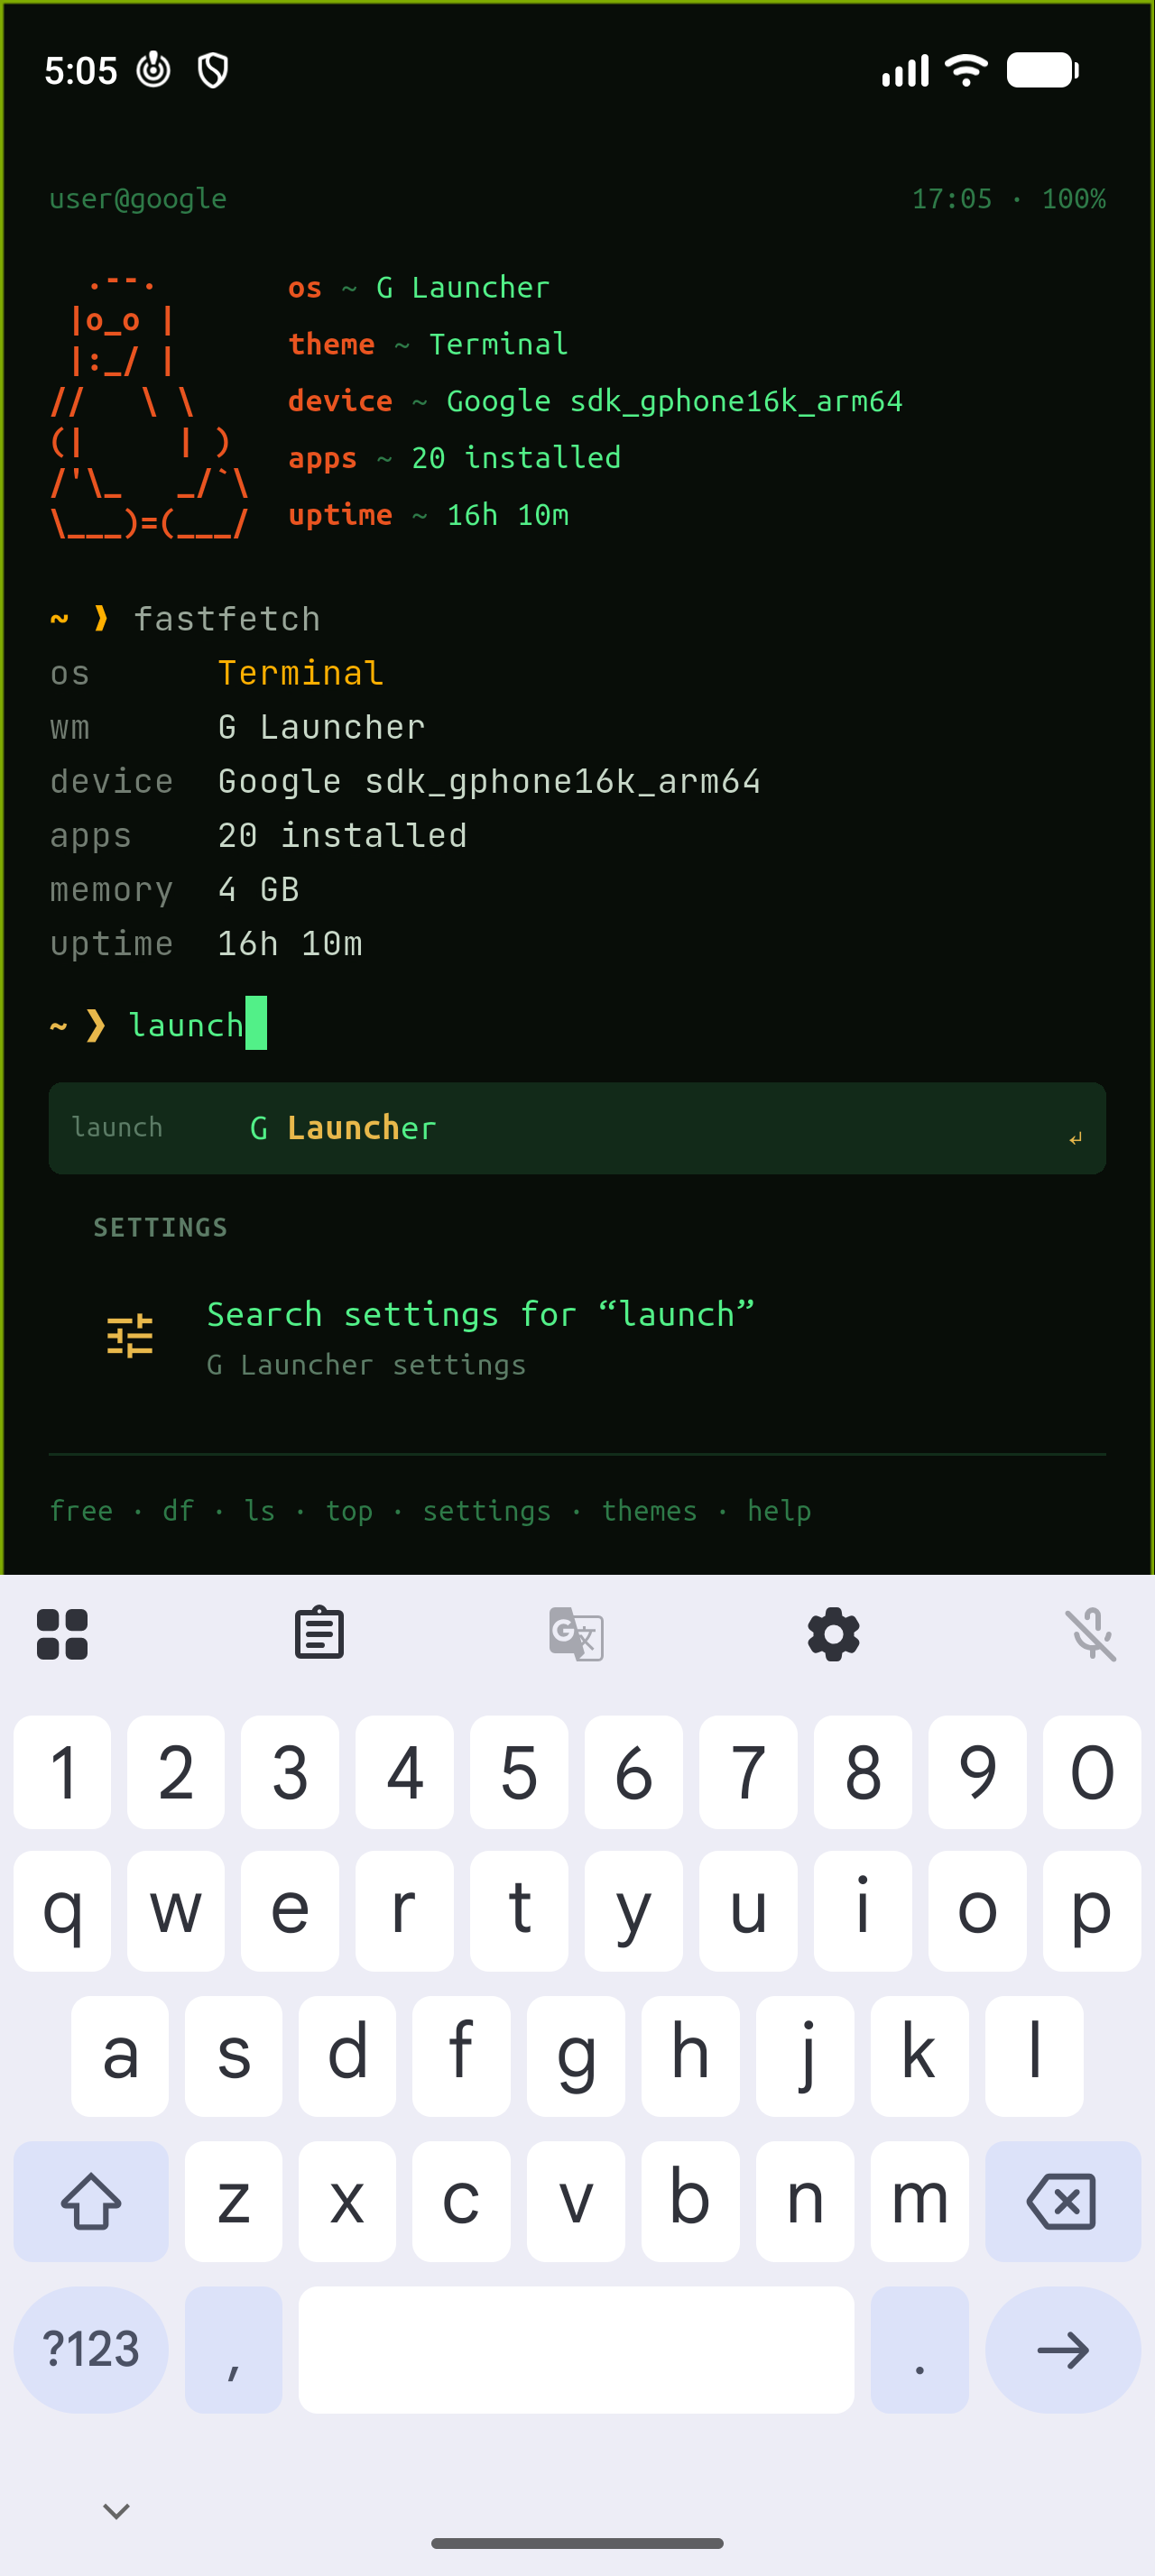 5:05
user@google 17:05 · 100%
.--.
|o_o |
|:_/ |
//   \ \
(|     | )
/'\_   _/`\
\___)=(___/
os ~ G Launcher
theme ~ Terminal
device ~ Google sdk_gphone16k_arm64
apps ~ 20 installed
uptime ~ 16h 10m
~ ❯ fastfetch
os Terminal
wm G Launcher
device Google sdk_gphone16k_arm64
apps 20 installed
memory 4 GB
uptime 16h 10m
~ ❯ launch
launch G Launcher ↵
SETTINGS
Search settings for “launch”
G Launcher settings
free · df · ls · top · settings · themes · help
1 2 3 4 5 6 7 8 9 0
q w e r t y u i o p
a s d f g h j k l
z x c v b n m
?123 , .